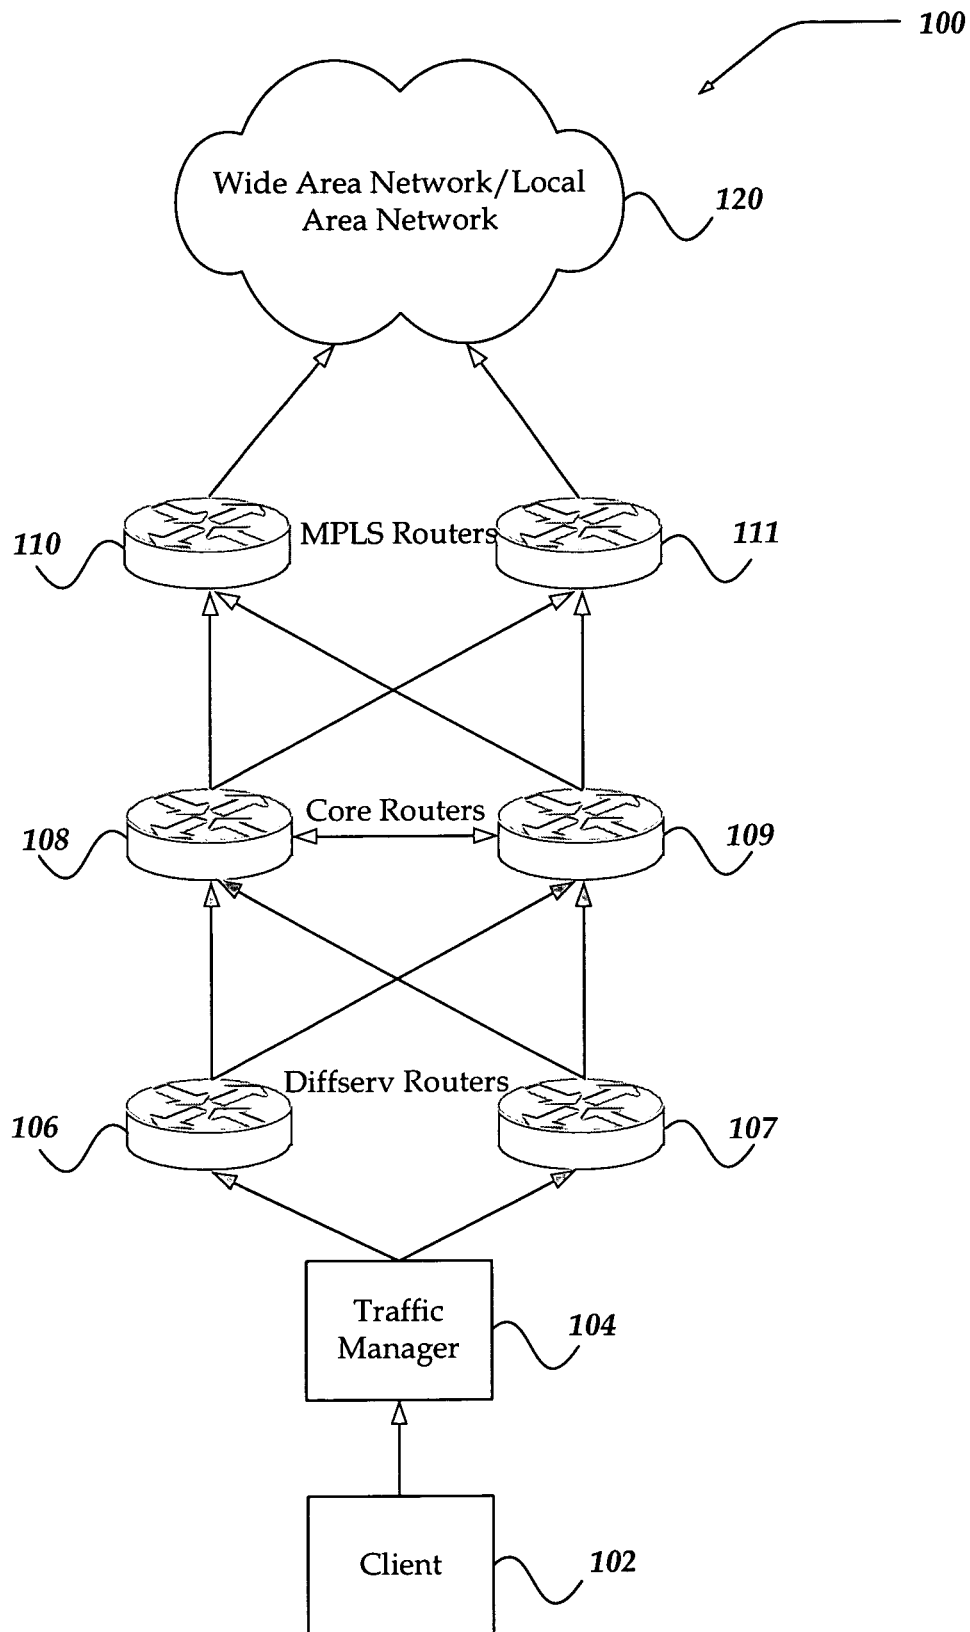 100
Wide Area Network/Local
Area Network
120
110
MPLS Routers
111
108
Core Routers
109
106
Diffserv Routers
107
Traffic
Manager
104
Client
102